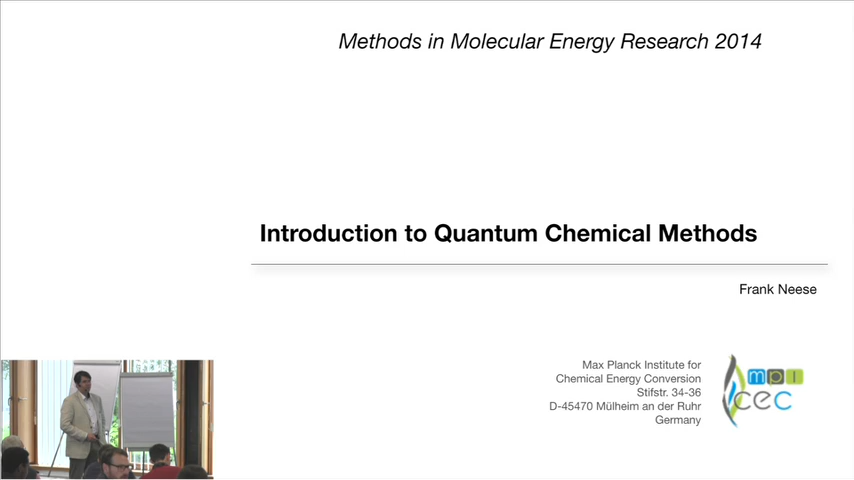 Methods in Molecular Energy Research 2014
Introduction to Quantum Chemical Methods
Frank Neese
Max Planck Institute for
Chemical Energy Conversion
Stifstr. 34-36
D-45470 Mülheim an der Ruhr
Germany
mpi
cec